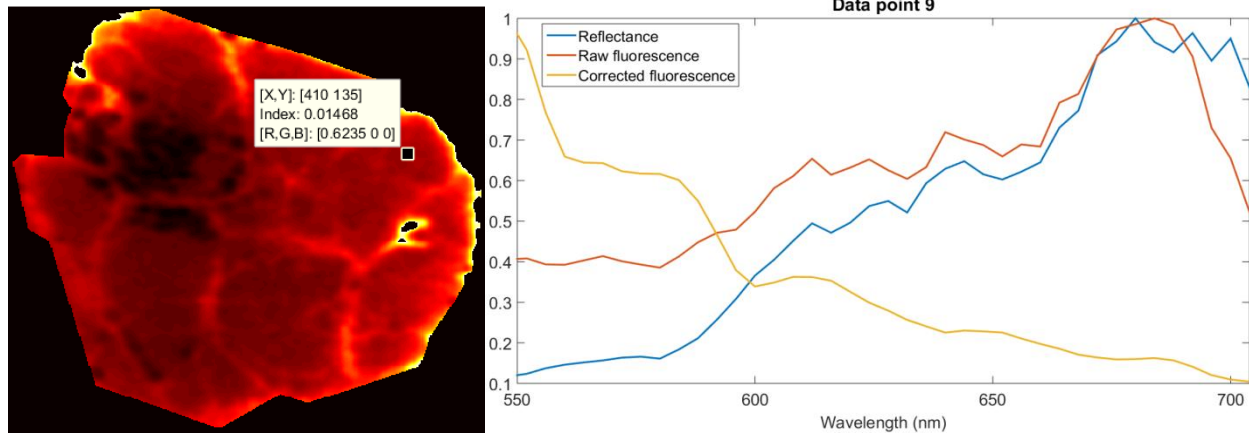 [X,Y]: [410 135]
Index: 0.01468
[R,G,B]: [0.6235 0 0]
Data point 9
Reflectance
Raw fluorescence
Corrected fluorescence
1
0.9
0.8
0.7
0.6
0.5
0.4
0.3
0.2
0.1
550
600
650
700
Wavelength (nm)